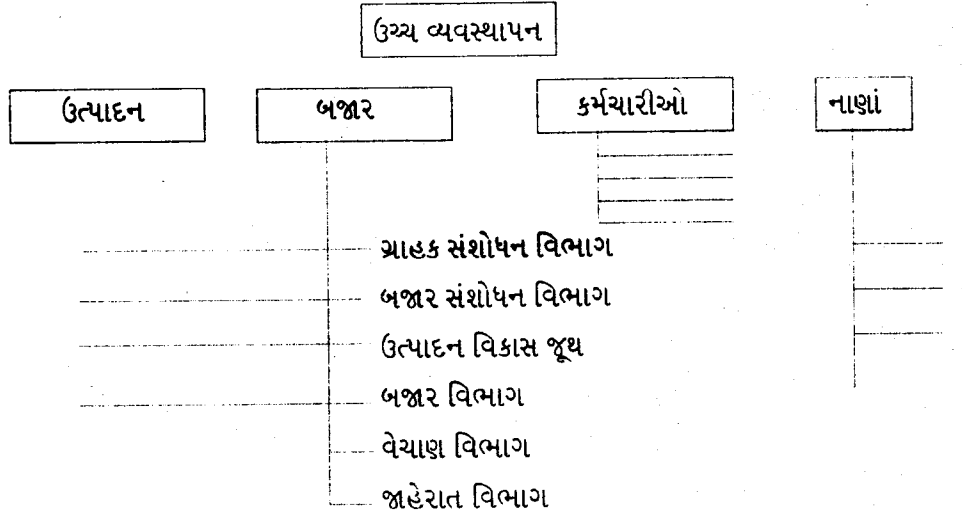 ઉચ્ચ વ્યવસ્થાપન
ઉત્પાદન બજાર કર્મચારીઓ નાણાં
ગ્રાહક સંશોધન વિભાગ
બજાર સંશોધન વિભાગ
ઉત્પાદન વિકાસ જૂથ
બજાર વિભાગ
વેચાણ વિભાગ
જાહેરાત વિભાગ